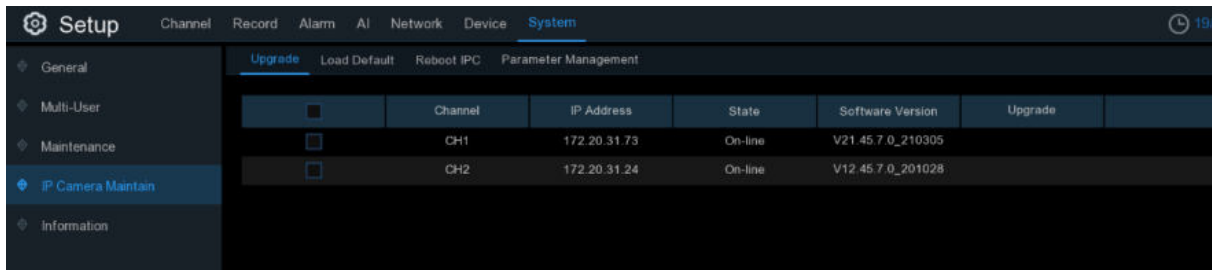 Setup Channel Record Alarm AI Network Device System 19
General
Upgrade Load Default Reboot IPC Parameter Management
Multi-User
Channel IP Address State Software Version Upgrade
Maintenance
CH1 172.20.31.73 On-line V21.45.7.0_210305
CH2 172.20.31.24 On-line V12.45.7.0_201028
IP Camera Maintain
Information